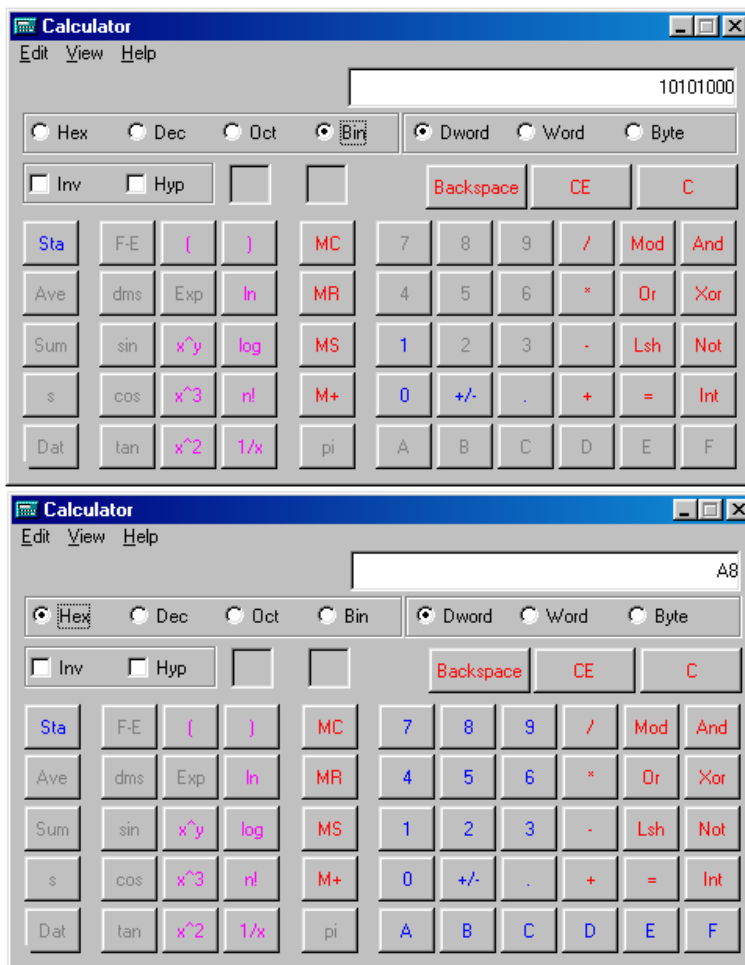 Calculator
Edit View Help
10101000
Hex Dec Oct Bin Dword Word Byte
Inv Hyp Backspace CE C
Sta F-E ( ) MC 7 8 9 / Mod And
Ave dms Exp ln MR 4 5 6 * Or Xor
Sum sin x^y log MS 1 2 3 - Lsh Not
s cos x^3 n! M+ 0 +/- . + = Int
Dat tan x^2 1/x pi A B C D E F
Calculator
Edit View Help
A8
Hex Dec Oct Bin Dword Word Byte
Inv Hyp Backspace CE C
Sta F-E ( ) MC 7 8 9 / Mod And
Ave dms Exp ln MR 4 5 6 * Or Xor
Sum sin x^y log MS 1 2 3 - Lsh Not
s cos x^3 n! M+ 0 +/- . + = Int
Dat tan x^2 1/x pi A B C D E F